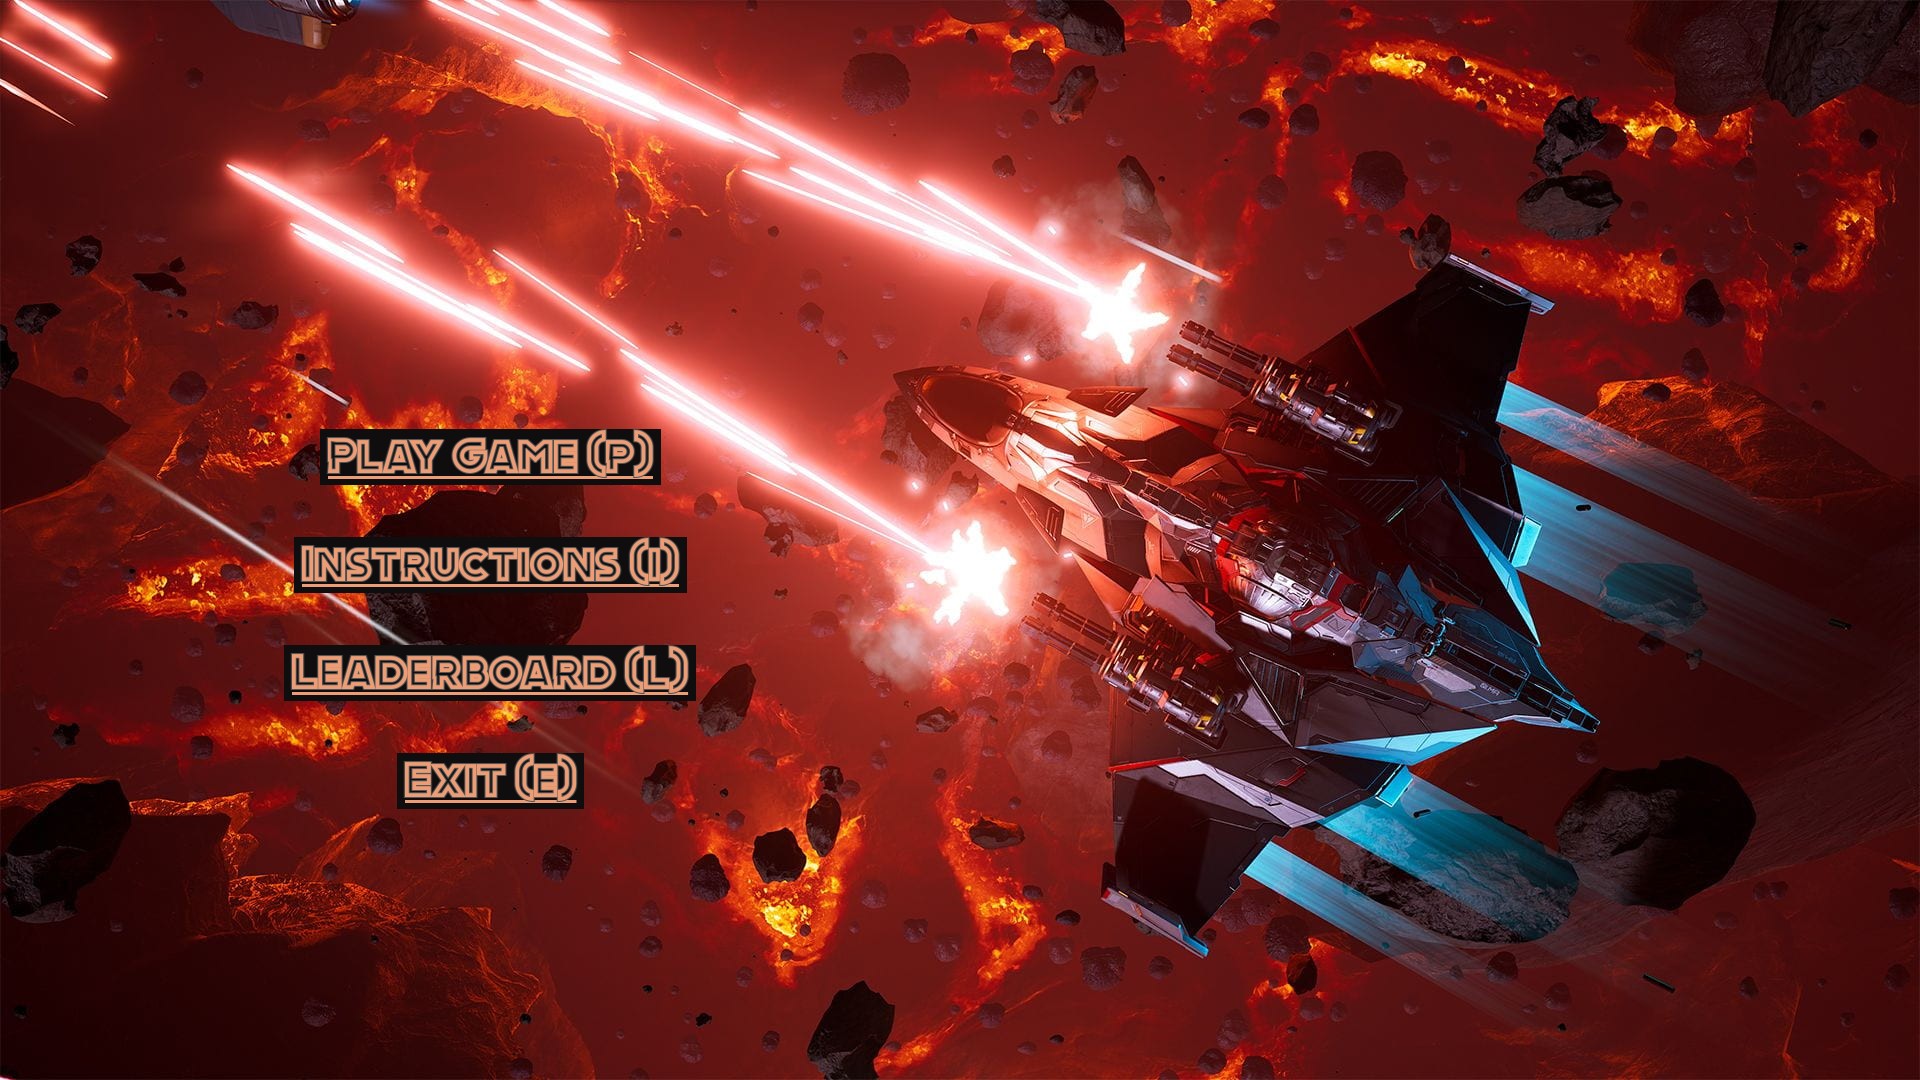 Play Game (P)
Instructions (I)
Leaderboard (L)
Exit (E)